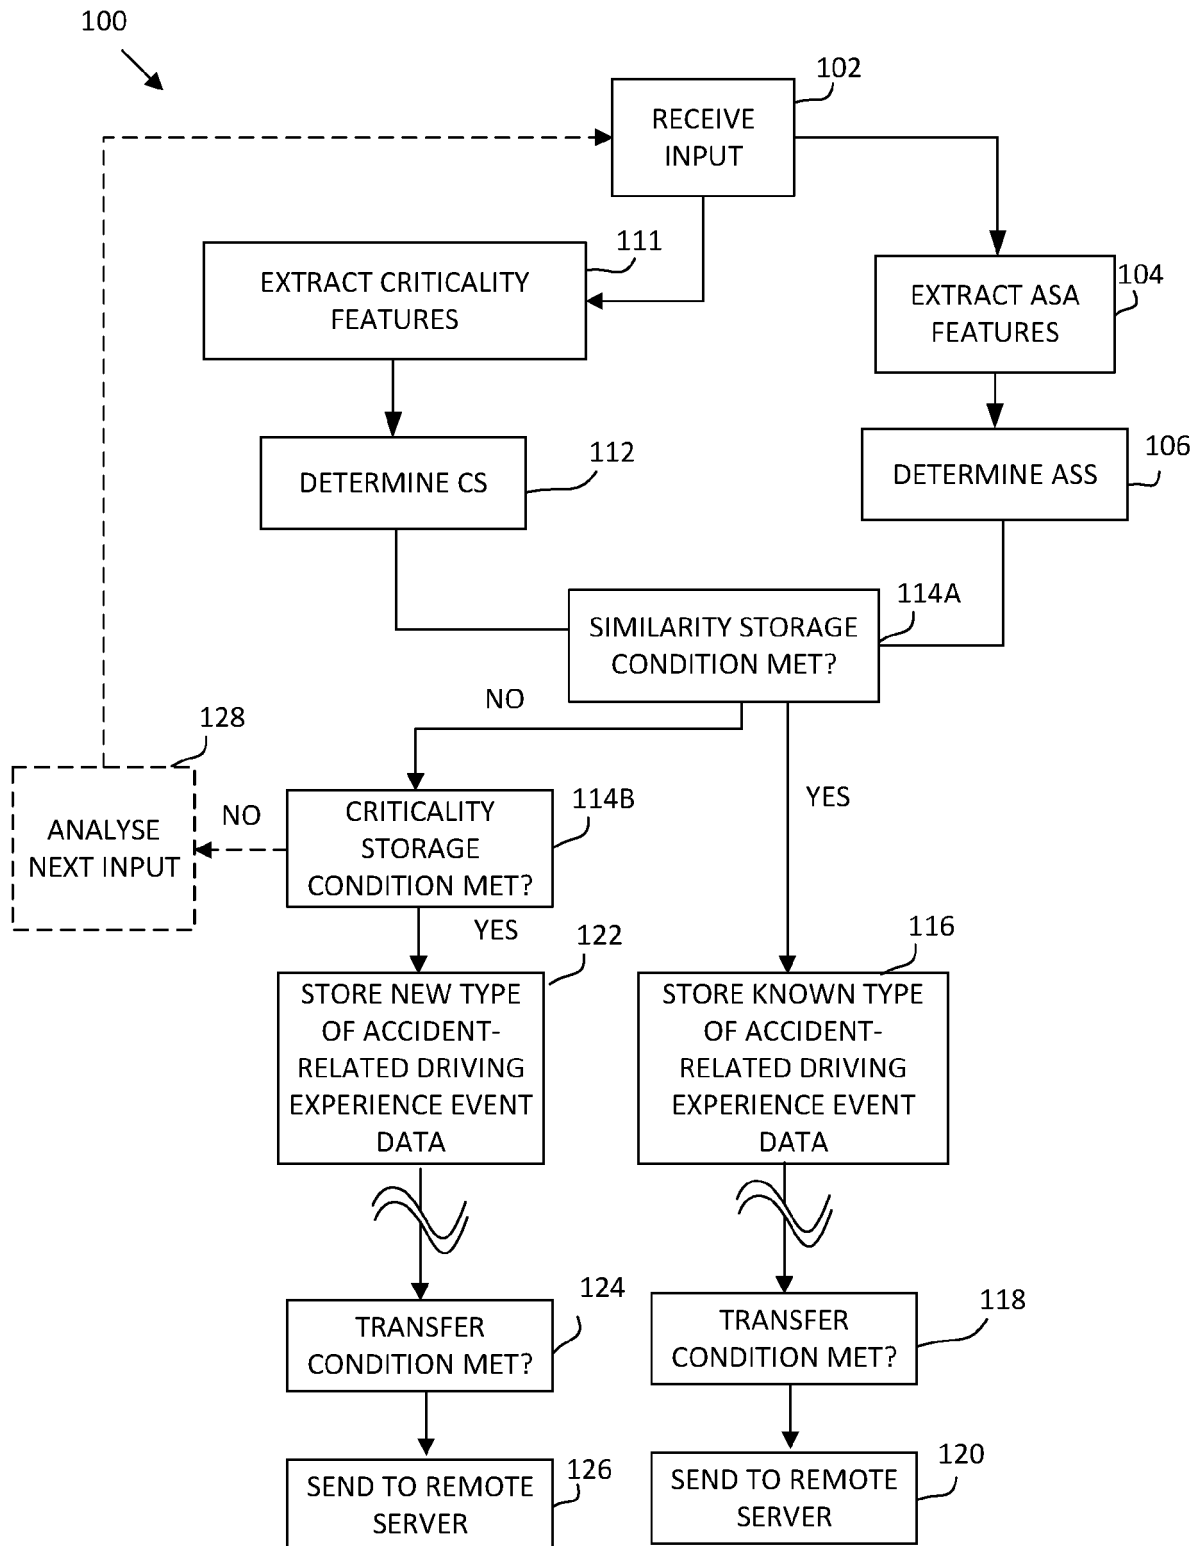 100
102
RECEIVE
INPUT
111
EXTRACT CRITICALITY
FEATURES
104
EXTRACT ASA
FEATURES
112
DETERMINE CS
106
DETERMINE ASS
114A
SIMILARITY STORAGE
CONDITION MET?
NO
YES
128
ANALYSE
NEXT INPUT
NO
114B
CRITICALITY
STORAGE
CONDITION MET?
YES
122
STORE NEW TYPE
OF ACCIDENT-
RELATED DRIVING
EXPERIENCE EVENT
DATA
116
STORE KNOWN TYPE
OF ACCIDENT-
RELATED DRIVING
EXPERIENCE EVENT
DATA
124
TRANSFER
CONDITION MET?
118
TRANSFER
CONDITION MET?
126
SEND TO REMOTE
SERVER
120
SEND TO REMOTE
SERVER